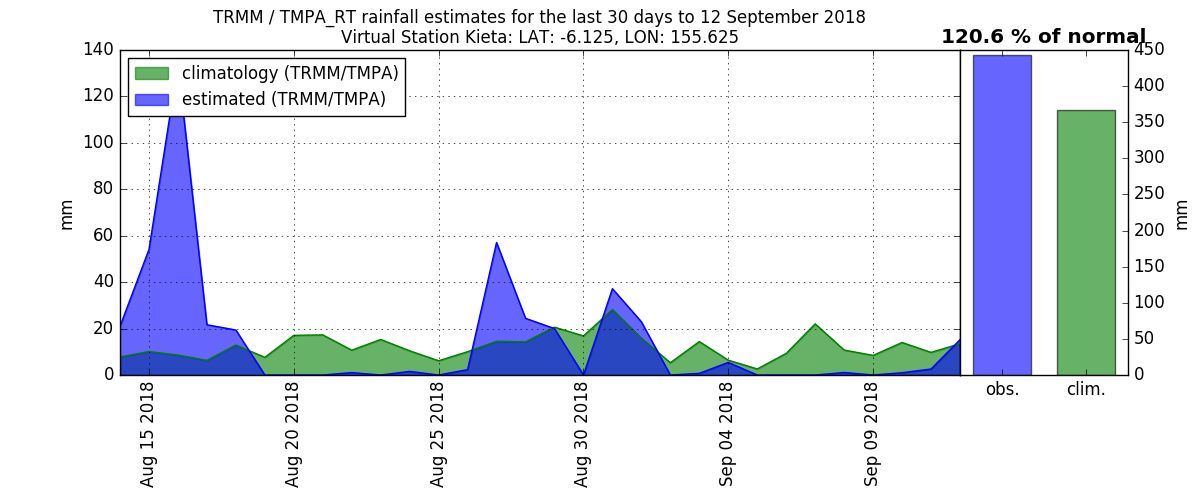 TRMM / TMPA_RT rainfall estimates for the last 30 days to 12 September 2018
Virtual Station Kieta: LAT: -6.125, LON: 155.625
120.6 % of normal
climatology (TRMM/TMPA)
estimated (TRMM/TMPA)
140
120
100
80
60
40
20
0
mm
Aug 15 2018
Aug 20 2018
Aug 25 2018
Aug 30 2018
Sep 04 2018
Sep 09 2018
450
400
350
300
250
200
150
100
50
0
mm
obs.
clim.